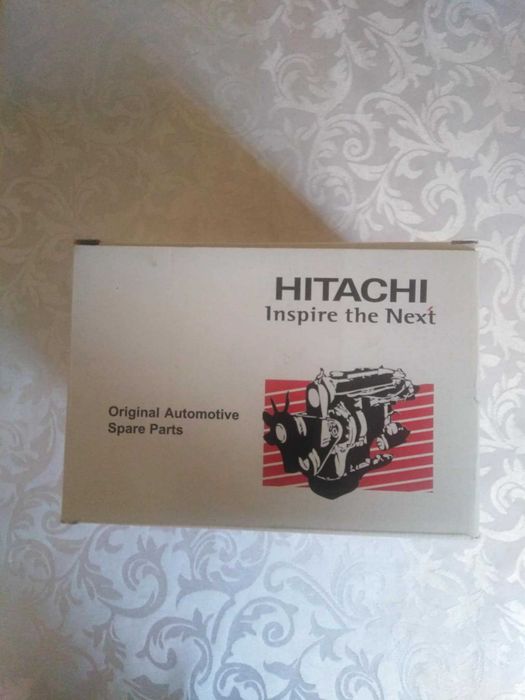 HITACHI
Inspire the Next
Original Automotive
Spare Parts